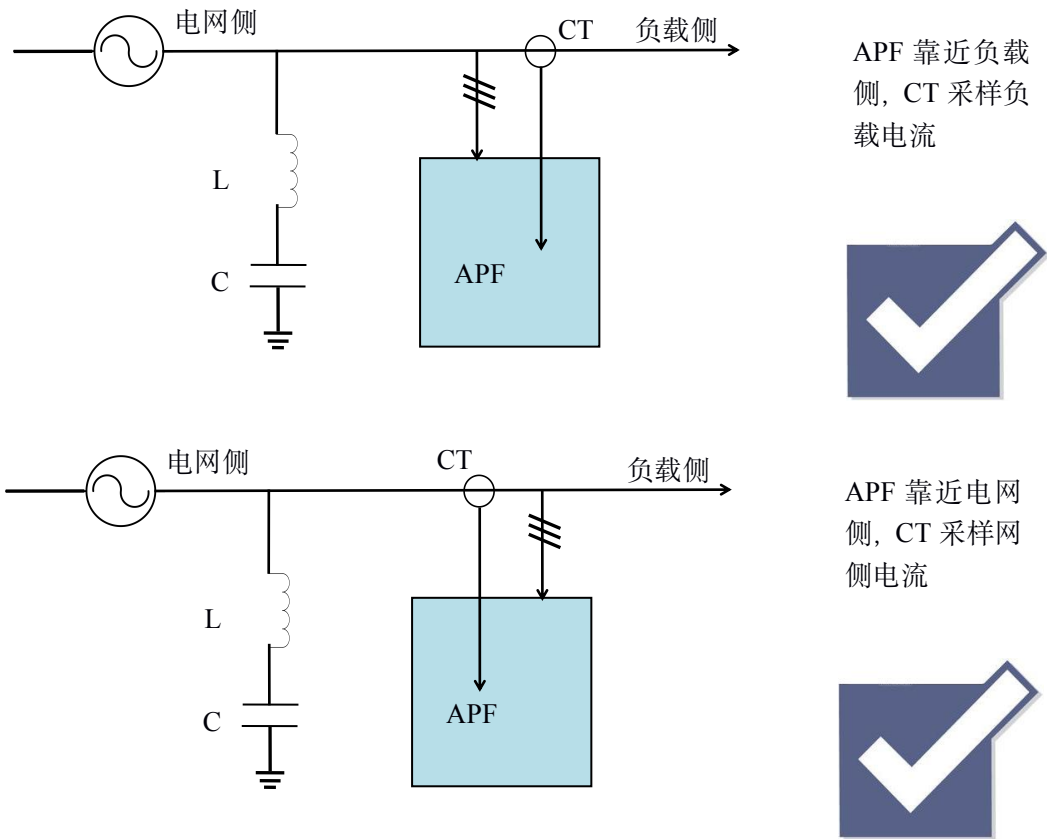 电网侧
CT
负载侧
L
C
APF
APF 靠近负载
侧, CT 采样负
载电流
电网侧
CT
负载侧
L
C
APF
APF 靠近电网
侧, CT 采样网
侧电流